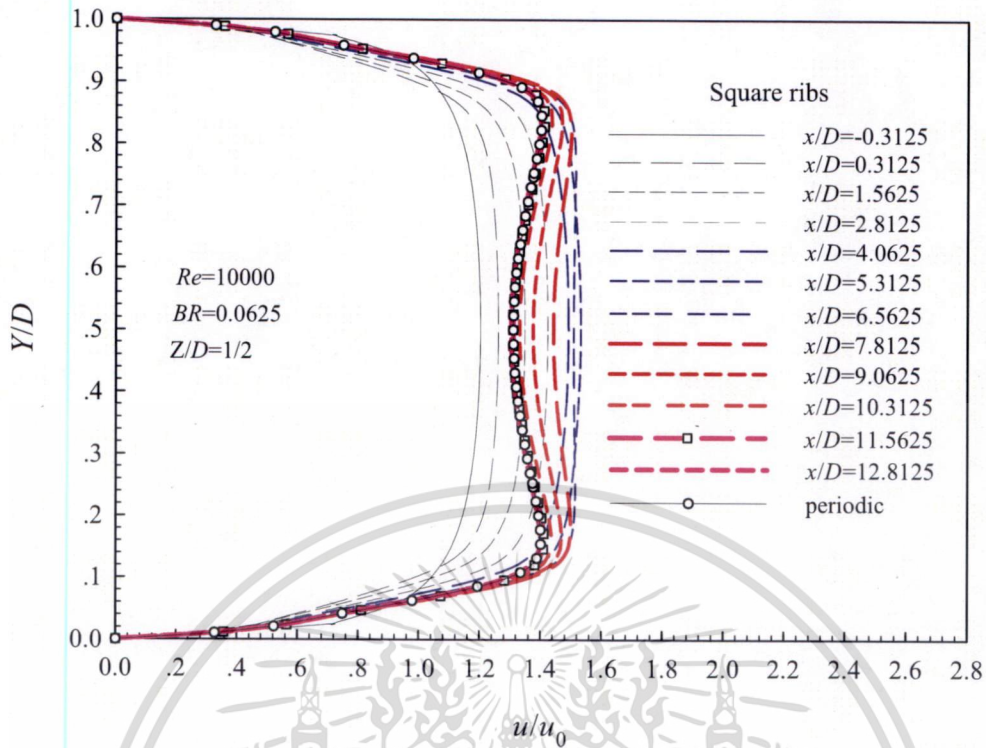 1.0
.9
.8
.7
.6
.5
.4
.3
.2
0.1
0.0
Y/D
Re=10000
BR=0.0625
Z/D=1/2
Square ribs
x/D=-0.3125
x/D=0.3125
x/D=1.5625
x/D=2.8125
x/D=4.0625
x/D=5.3125
x/D=6.5625
x/D=7.8125
x/D=9.0625
x/D=10.3125
x/D=11.5625
x/D=12.8125
periodic
0.0 .2 .4 .6 .8 1.0 1.2 1.4 1.6 1.8 2.0 2.2 2.4 2.6 2.8
u/u0